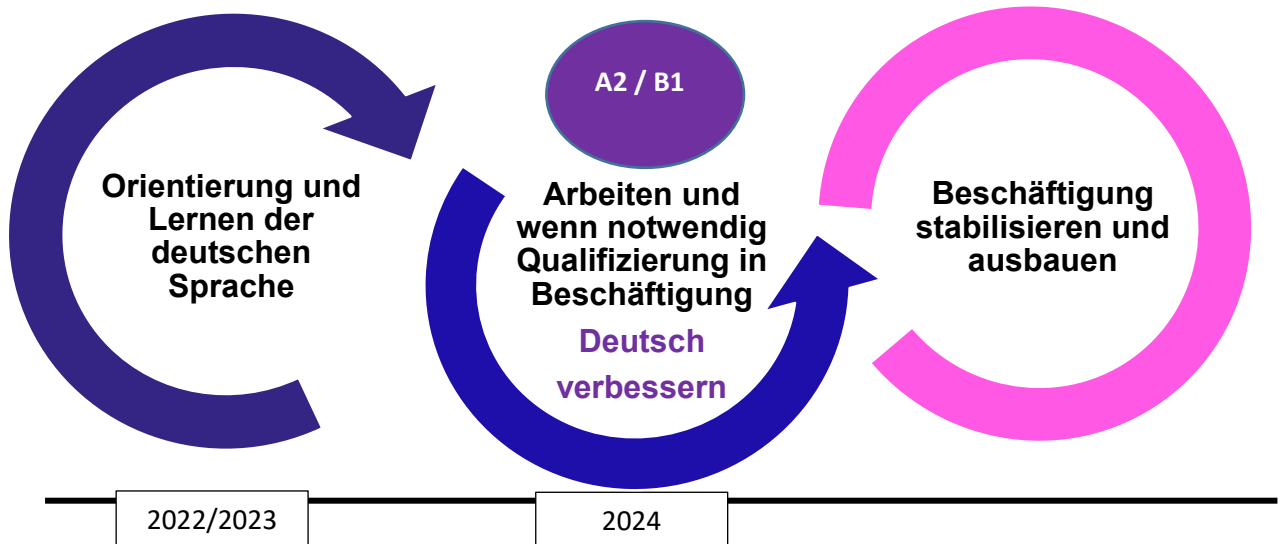 Orientierung und
Lernen der
deutschen
Sprache
A2 / B1
Arbeiten und
wenn notwendig
Qualifizierung in
Beschäftigung
Deutsch
verbessern
Beschäftigung
stabilisieren und
ausbauen
2022/2023
2024